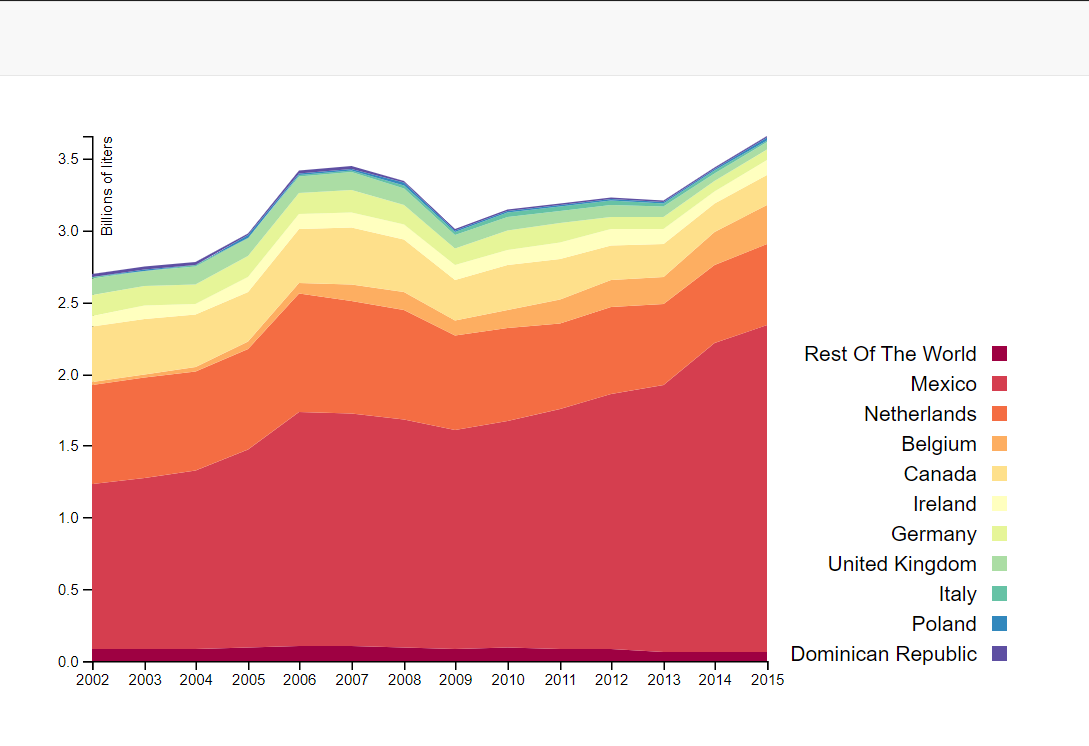 Billions of liters
3.5
3.0
2.5
2.0
1.5
1.0
0.5
0.0
2002 2003 2004 2005 2006 2007 2008 2009 2010 2011 2012 2013 2014 2015
Rest Of The World
Mexico
Netherlands
Belgium
Canada
Ireland
Germany
United Kingdom
Italy
Poland
Dominican Republic